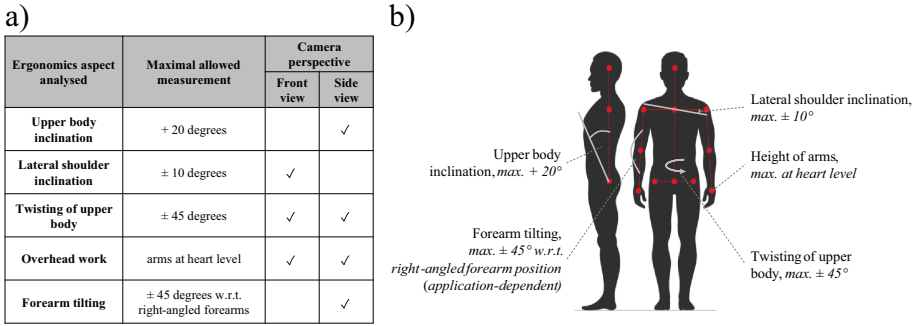 a)
Ergonomics aspect
analysed
Maximal allowed
measurement
Camera
perspective
Front
view
Side
view
Upper body
inclination
+ 20 degrees
✓
Lateral shoulder
inclination
± 10 degrees
✓
Twisting of upper
body
± 45 degrees
✓ ✓
Overhead work
arms at heart level
✓ ✓
Forearm tilting
± 45 degrees w.r.t.
right-angled forearms
✓
b)
Upper body
inclination, max. + 20°
Forearm tilting,
max. ± 45° w.r.t.
right-angled forearm position
(application-dependent)
Lateral shoulder inclination,
max. ± 10°
Height of arms,
max. at heart level
Twisting of upper
body, max. ± 45°